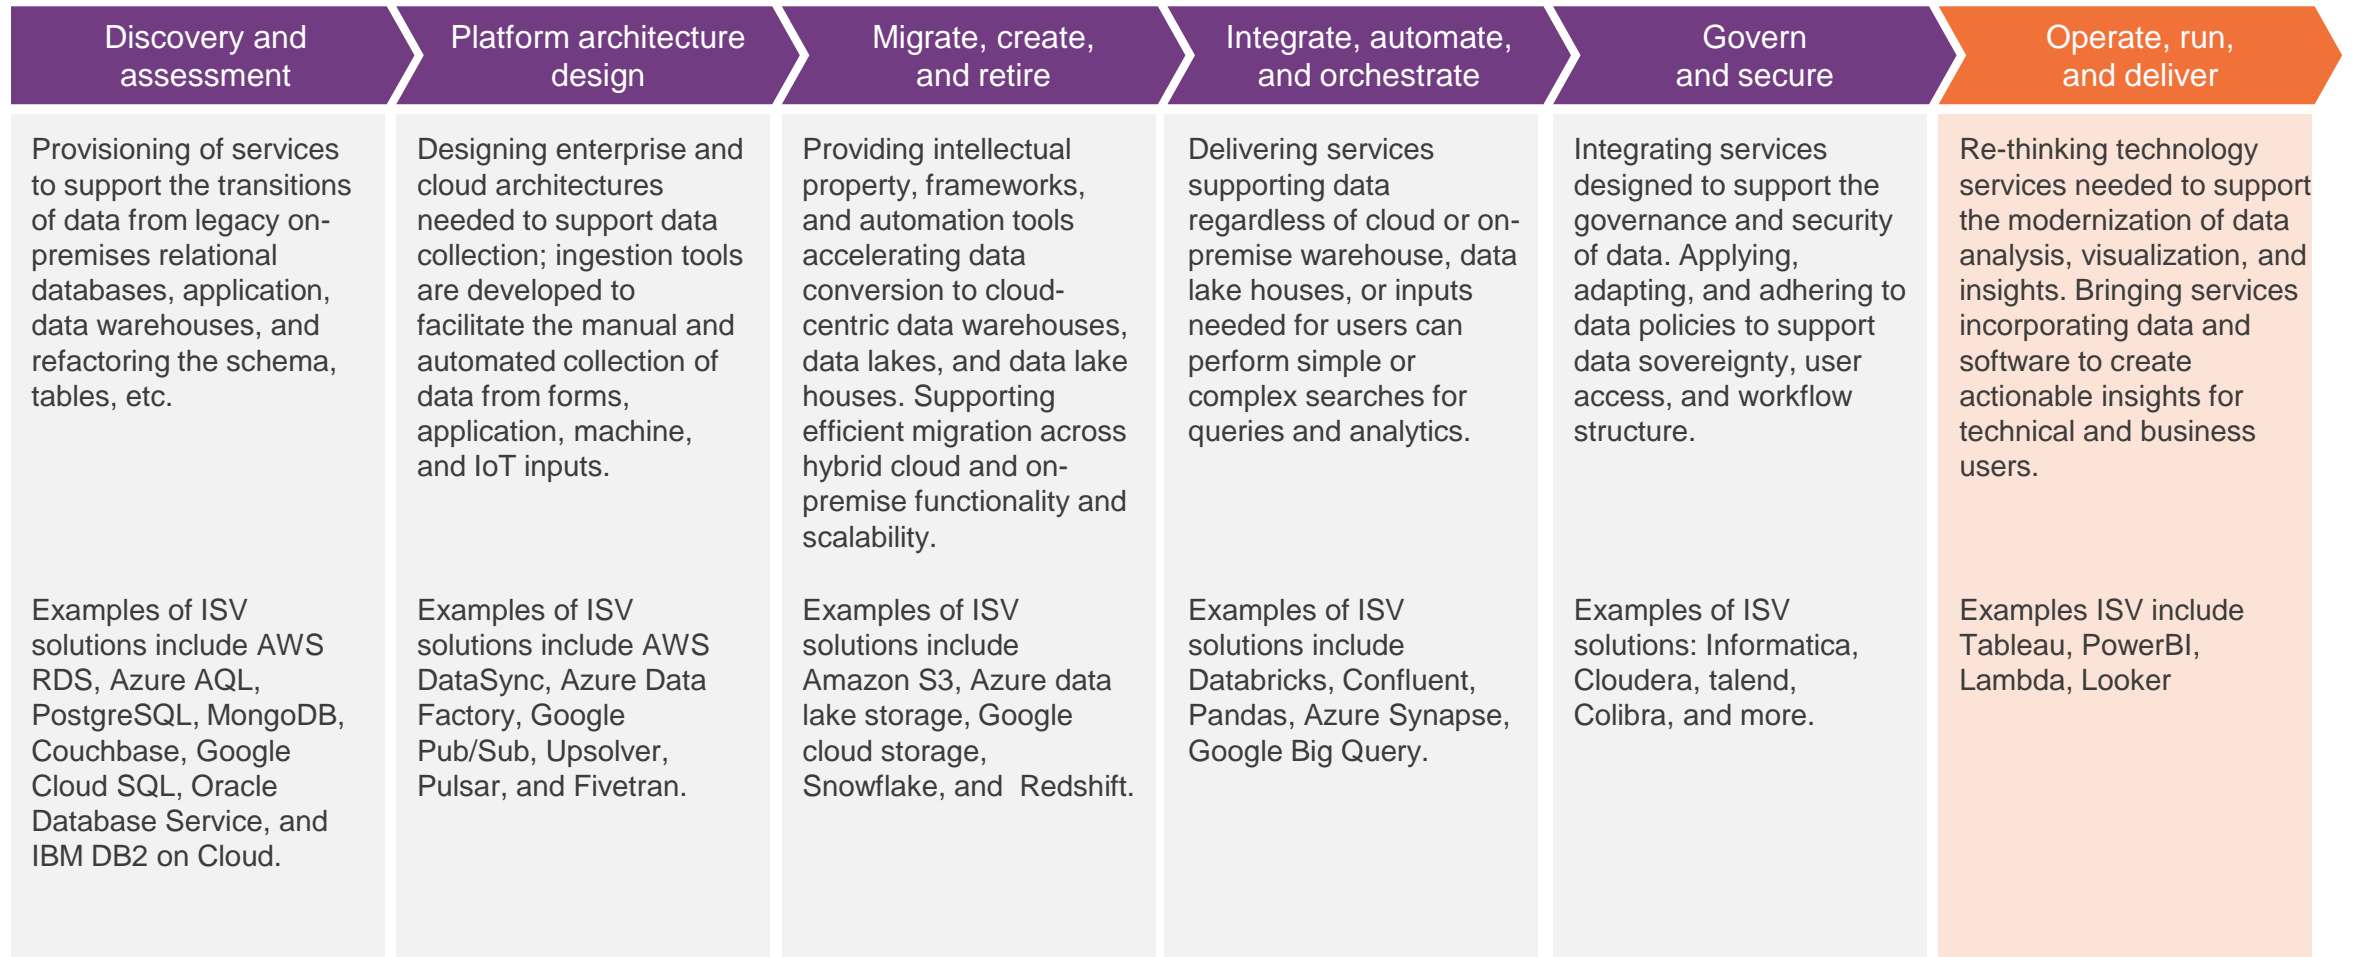 Discovery and
assessment
Platform architecture
design
Migrate, create,
and retire
Integrate, automate,
and orchestrate
Govern
and secure
Operate, run,
and deliver
Provisioning of services
to support the transitions
of data from legacy on-
premises relational
databases, application,
data warehouses, and
refactoring the schema,
tables, etc.
Examples of ISV
solutions include AWS
RDS, Azure AQL,
PostgreSQL, MongoDB,
Couchbase, Google
Cloud SQL, Oracle
Database Service, and
IBM DB2 on Cloud.
Designing enterprise and
cloud architectures
needed to support data
collection; ingestion tools
are developed to
facilitate the manual and
automated collection of
data from forms,
application, machine,
and IoT inputs.
Examples of ISV
solutions include AWS
DataSync, Azure Data
Factory, Google
Pub/Sub, Upsolver,
Pulsar, and Fivetran.
Providing intellectual
property, frameworks,
and automation tools
accelerating data
conversion to cloud-
centric data warehouses,
data lakes, and data lake
houses. Supporting
efficient migration across
hybrid cloud and on-
premise functionality and
scalability.
Examples of ISV
solutions include
Amazon S3, Azure data
lake storage, Google
cloud storage,
Snowflake, and  Redshift.
Delivering services
supporting data
regardless of cloud or on-
premise warehouse, data
lake houses, or inputs
needed for users can
perform simple or
complex searches for
queries and analytics.
Examples of ISV
solutions include
Databricks, Confluent,
Pandas, Azure Synapse,
Google Big Query.
Integrating services
designed to support the
governance and security
of data. Applying,
adapting, and adhering to
data policies to support
data sovereignty, user
access, and workflow
structure.
Examples of ISV
solutions: Informatica,
Cloudera, talend,
Colibra, and more.
Re-thinking technology
services needed to support
the modernization of data
analysis, visualization, and
insights. Bringing services
incorporating data and
software to create
actionable insights for
technical and business
users.
Examples ISV include
Tableau, PowerBI,
Lambda, Looker